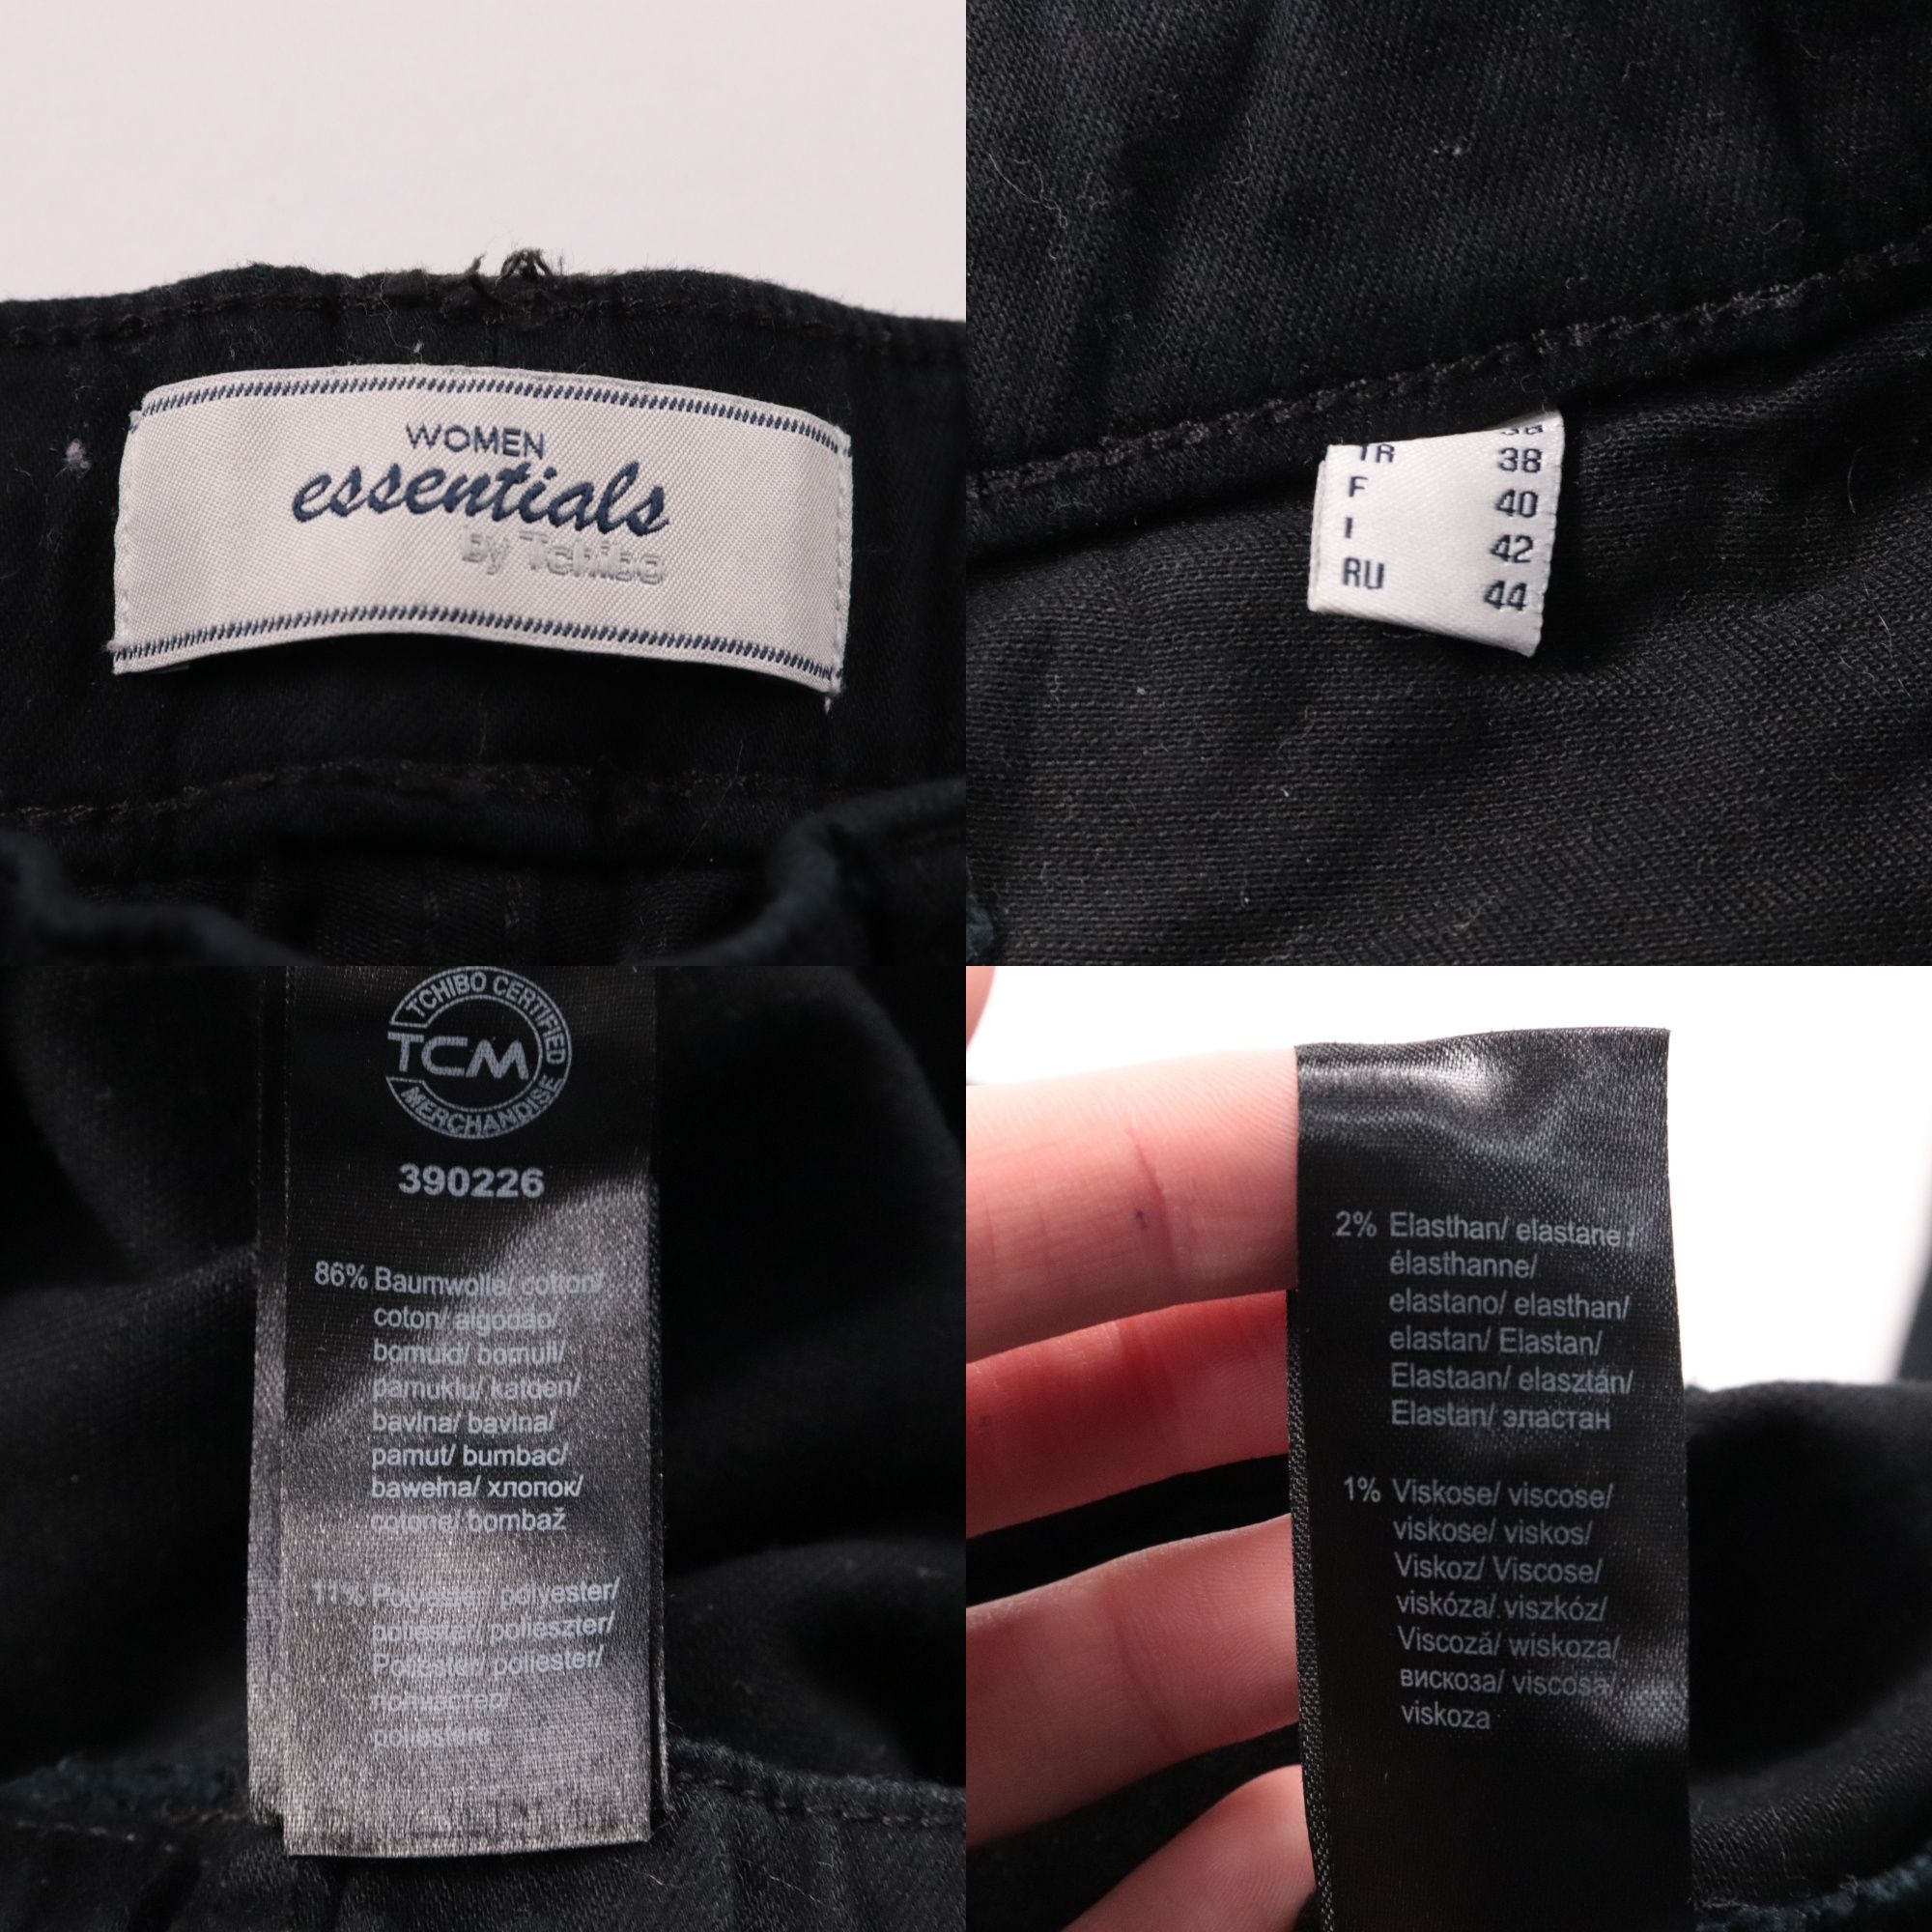 WOMEN
essentials
by Tchibo
38
TR 38
F 40
I 42
RU 44
TCHIBO CERTIFIED
TCM
MERCHANDISE
390226
86% Baumwolle/ cotton/
coton/ algodão/
bomuld/ bomull/
pamuklu/ katoen/
bavlna/ bavlna/
pamut/ bumbac/
bawełna/ хлопок/
cotone/ bombaž
11% Polyester/ polyester/
poliester/ polieszter/
Poliester/ poliester/
полиэстер/
poliestere
2% Elasthan/ elastane/
élasthanne/
elastano/ elasthan/
elastan/ Elastan/
Elastaan/ elasztán/
Elastan/ эластан
1% Viskose/ viscose/
viskose/ viskos/
Viskoz/ Viscose/
viskóza/ viszkóz/
Viscoză/ wiskoza/
вискоза/ viscosa/
viskoza